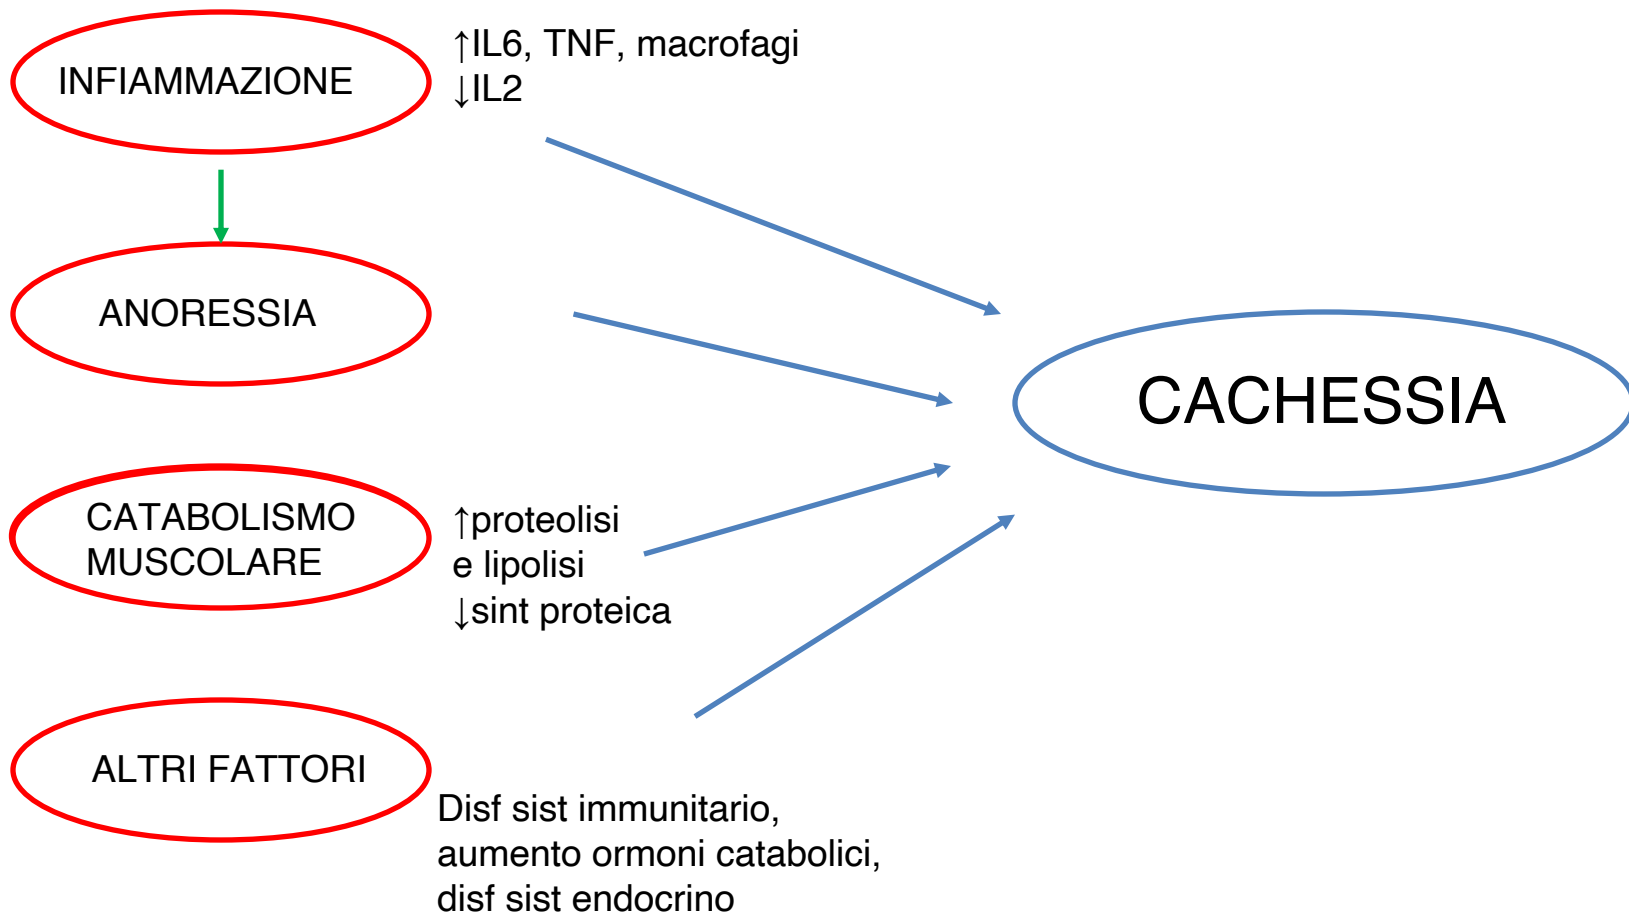 INFIAMMAZIONE
↑IL6, TNF, macrofagi
↓IL2
ANORESSIA
CACHESSIA
CATABOLISMO
MUSCOLARE
↑proteolisi
e lipolisi
↓sint proteica
ALTRI FATTORI
Disf sist immunitario,
aumento ormoni catabolici,
disf sist endocrino